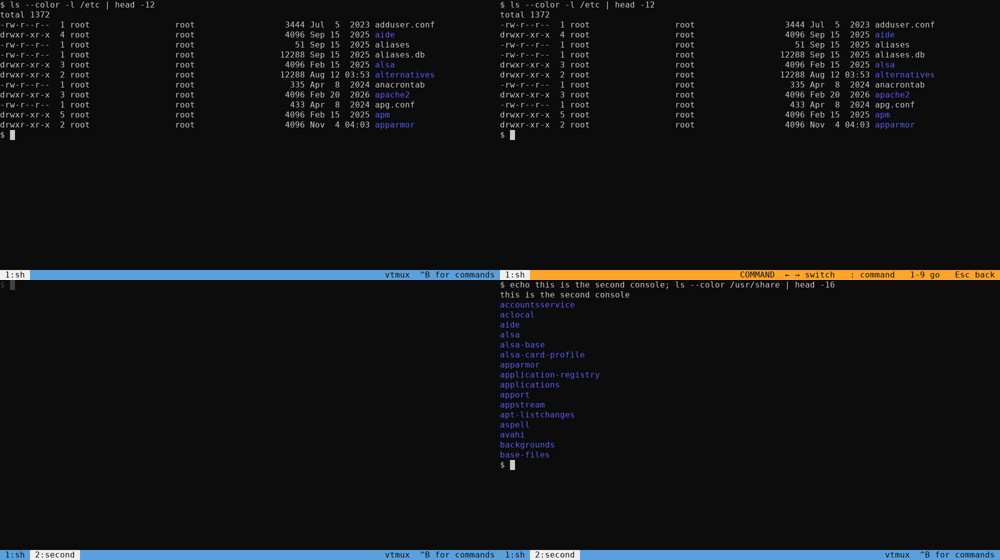 $ ls --color -l /etc | head -12
total 1372
-rw-r--r--  1 root                 root                  3444 Jul  5  2023 adduser.conf
drwxr-xr-x  4 root                 root                  4096 Sep 15  2025 aide
-rw-r--r--  1 root                 root                    51 Sep 15  2025 aliases
-rw-r--r--  1 root                 root                 12288 Sep 15  2025 aliases.db
drwxr-xr-x  3 root                 root                  4096 Feb 15  2025 alsa
drwxr-xr-x  2 root                 root                 12288 Aug 12 03:53 alternatives
-rw-r--r--  1 root                 root                   335 Apr  8  2024 anacrontab
drwxr-xr-x  3 root                 root                  4096 Feb 20  2026 apache2
-rw-r--r--  1 root                 root                   433 Apr  8  2024 apg.conf
drwxr-xr-x  5 root                 root                  4096 Feb 15  2025 apm
drwxr-xr-x  2 root                 root                  4096 Nov  4 04:03 apparmor
$
1:sh vtmux  ^B for commands
$ ls --color -l /etc | head -12
total 1372
-rw-r--r--  1 root                 root                  3444 Jul  5  2023 adduser.conf
drwxr-xr-x  4 root                 root                  4096 Sep 15  2025 aide
-rw-r--r--  1 root                 root                    51 Sep 15  2025 aliases
-rw-r--r--  1 root                 root                 12288 Sep 15  2025 aliases.db
drwxr-xr-x  3 root                 root                  4096 Feb 15  2025 alsa
drwxr-xr-x  2 root                 root                 12288 Aug 12 03:53 alternatives
-rw-r--r--  1 root                 root                   335 Apr  8  2024 anacrontab
drwxr-xr-x  3 root                 root                  4096 Feb 20  2026 apache2
-rw-r--r--  1 root                 root                   433 Apr  8  2024 apg.conf
drwxr-xr-x  5 root                 root                  4096 Feb 15  2025 apm
drwxr-xr-x  2 root                 root                  4096 Nov  4 04:03 apparmor
$
1:sh COMMAND  ← → switch   : command   1-9 go   Esc back
$
1:sh 2:second vtmux  ^B for commands
$ echo this is the second console; ls --color /usr/share | head -16
this is the second console
accountsservice
aclocal
aide
alsa
alsa-base
alsa-card-profile
apparmor
application-registry
applications
apport
appstream
apt-listchanges
aspell
avahi
backgrounds
base-files
$
1:sh 2:second vtmux  ^B for commands